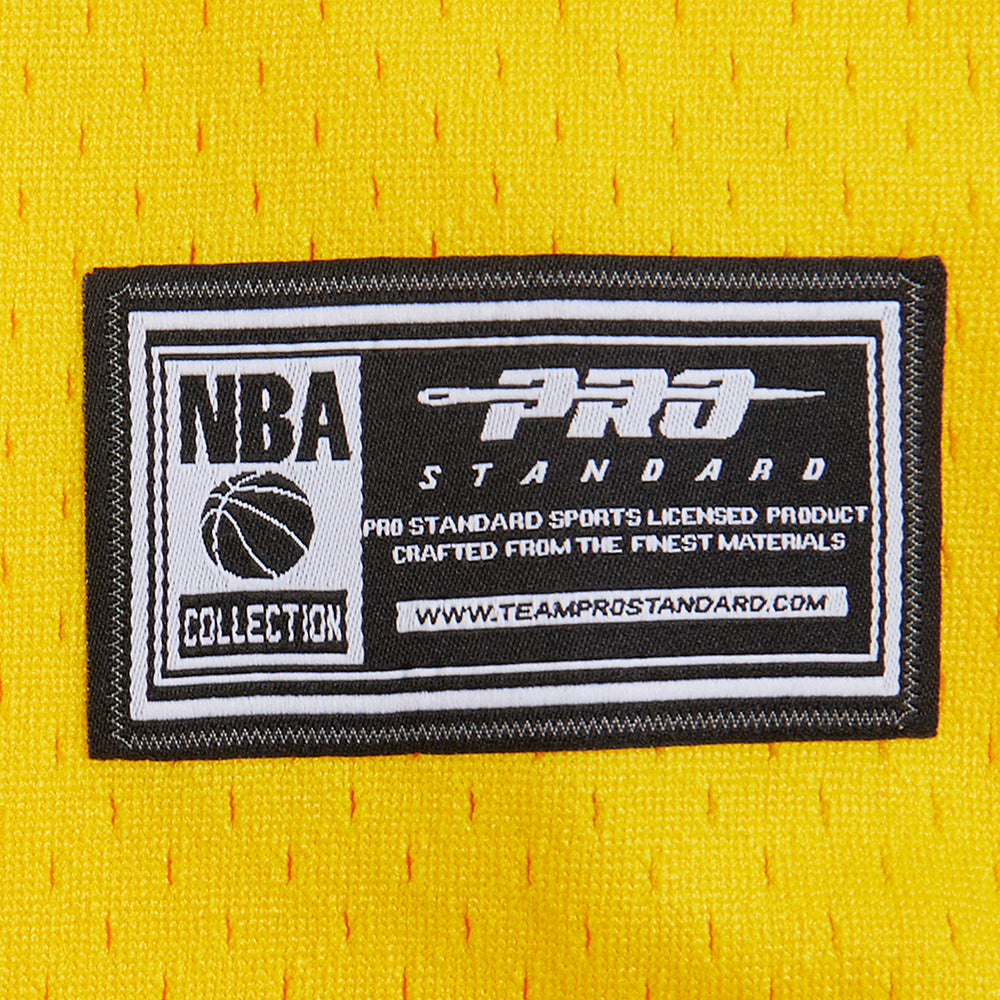 NBA
COLLECTION
PRO
STANDARD
PRO STANDARD SPORTS LICENSED PRODUCT
CRAFTED FROM THE FINEST MATERIALS
WWW.TEAMPROSTANDARD.COM